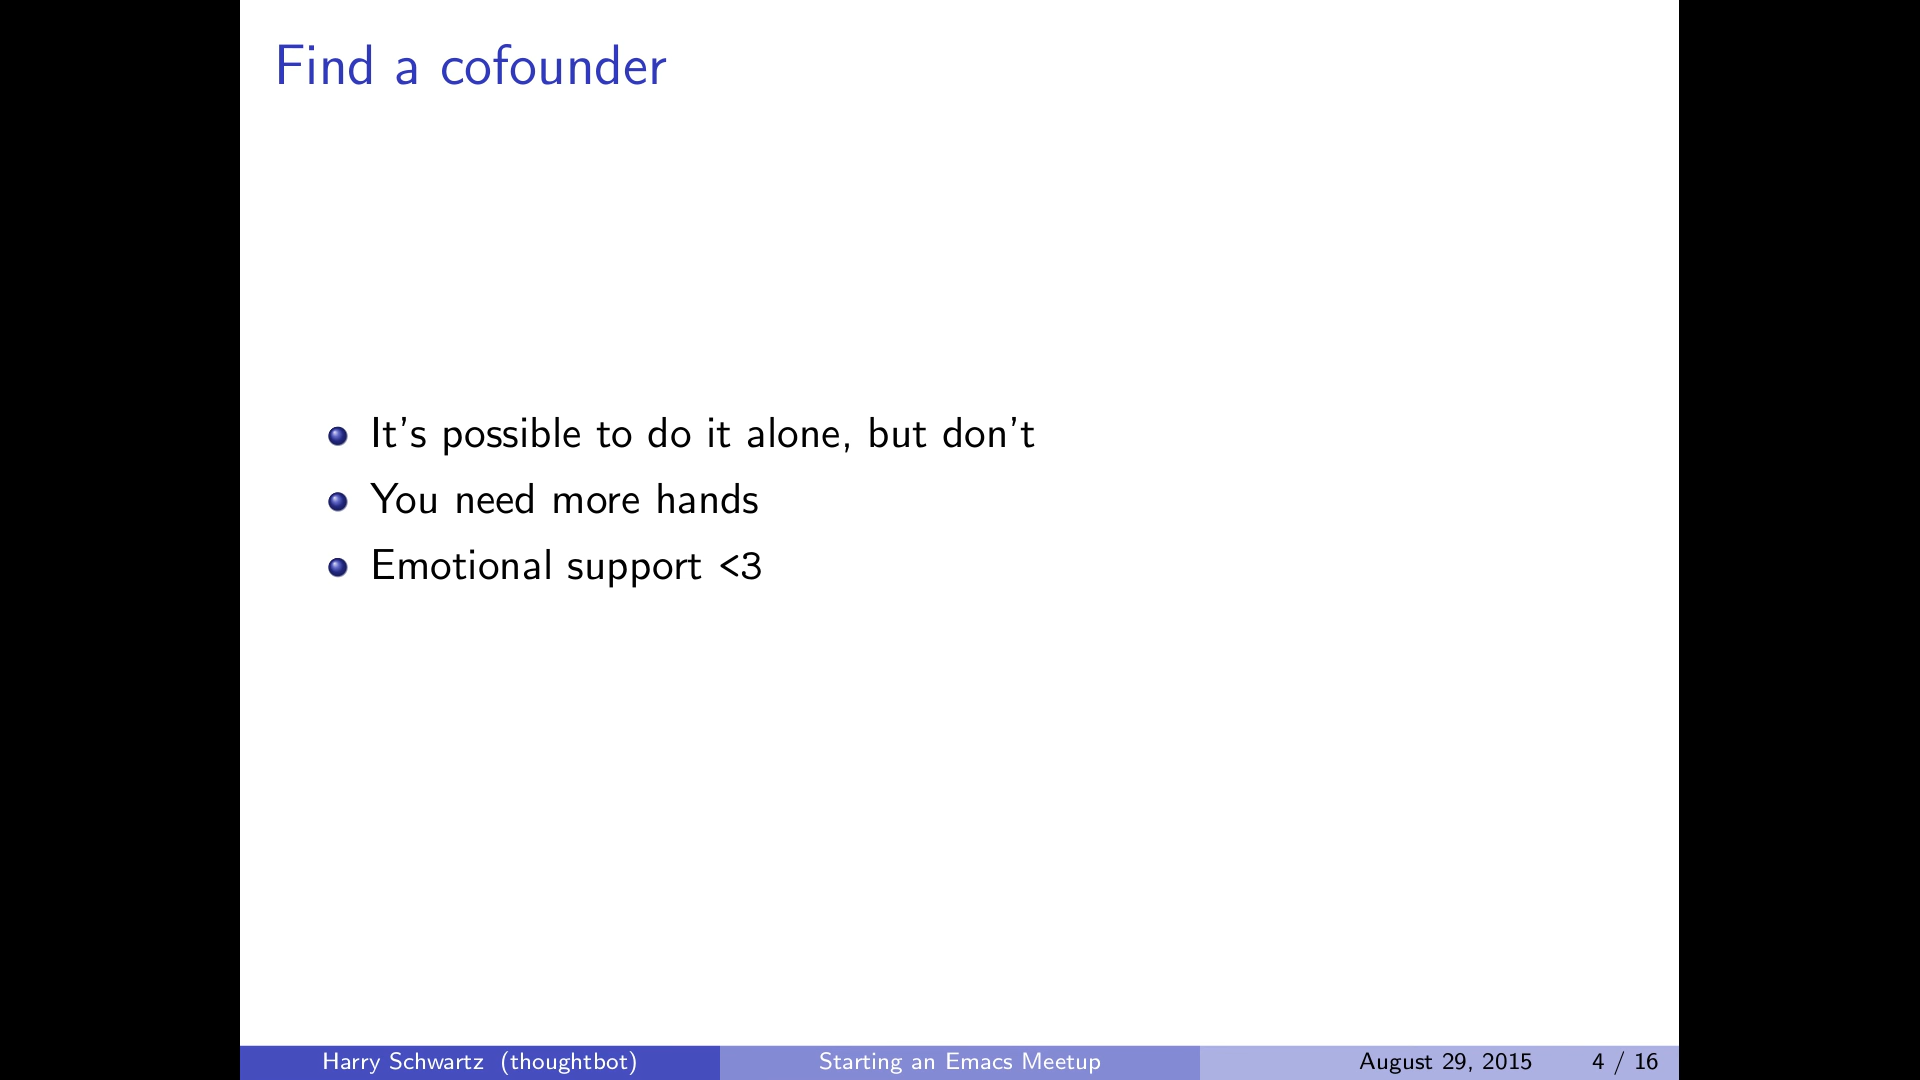 Find a cofounder
It's possible to do it alone, but don't
You need more hands
Emotional support <3
Harry Schwartz (thoughtbot)
Starting an Emacs Meetup
August 29, 2015
4 / 16